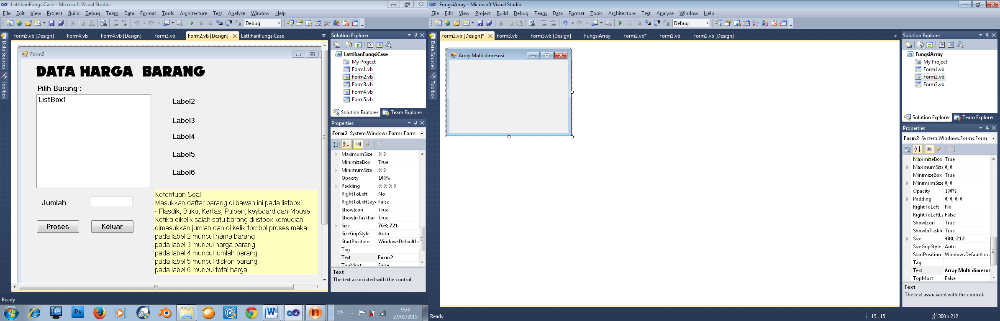 LattihanFungsiCase - Microsoft Visual Studio
File Edit View Project Build Debug Team Data Format Tools Architecture Test Analyze Window Help
Debug
Form5.vb [Design] Form4.vb Form4.vb [Design] Form3.vb Form2.vb [Design] LattihanFungsiCase
Data Sources
Toolbox
Form2
DATA HARGA BARANG
Pilih Barang :
ListBox1
Label2
Label3
Label4
Label5
Label6
Jumlah
Proses Keluar
Ketentuan Soal :
Masukkan daftar barang di bawah ini pada listbox1 :
- Flasdik, Buku, Kertas, Pulpen, keyboard dan Mouse
Ketika dikelik salah satu barang dilistbox kemudian
dimasukkan jumlah dan di kelik tombol proses maka :
pada label 2 muncul nama barang
pada label 3 muncul harga barang
pada label 4 muncul jumlah barang
pada label 5 muncul diskon barang
pada label 6 muncul total harga
Solution Explorer
LattihanFungsiCase
My Project
Form1.vb
Form2.vb
Form3.vb
Form4.vb
Form5.vb
Solution Explorer Team Explorer
Properties
Form2 System.Windows.Forms.Form
MaximumSize 0; 0
MinimizeBox True
MinimumSize 0; 0
Opacity 100%
Padding 0; 0; 0; 0
RightToLeft No
RightToLeftLay False
ShowIcon True
ShowInTaskbar True
Size 763; 721
SizeGripStyle Auto
StartPosition WindowsDefaultLo
Tag
Text Form2
TopMost False
Text
The text associated with the control.
Ready
KMP
Ps
EN
9:24
27/01/2015
FungsiArray - Microsoft Visual Studio
File Edit View Project Build Debug Team Data Format Tools Architecture Test Analyze Window Help
Debug
Form2.vb [Design]* Form3.vb Form3.vb [Design] FungsiArray Form2.vb* Form1.vb Form1.vb [Design]
Data Sources
Toolbox
Array Multi dimesnsi
Solution Explorer
FungsiArray
My Project
Form1.vb
Form2.vb
Form3.vb
Solution Explorer Team Explorer
Properties
Form2 System.Windows.Forms.Form
MaximizeBox True
MaximumSize 0; 0
MinimizeBox True
MinimumSize 0; 0
Opacity 100%
Padding 0; 0; 0; 0
RightToLeft No
RightToLeftLa False
ShowIcon True
ShowInTaskb True
Size 300; 212
SizeGripStyle Auto
StartPosition WindowsDefaultLoca
Tag
Text Array Multi dimesns
TopMost False
Text
The text associated with the control.
Ready
15 , 15
300 x 212